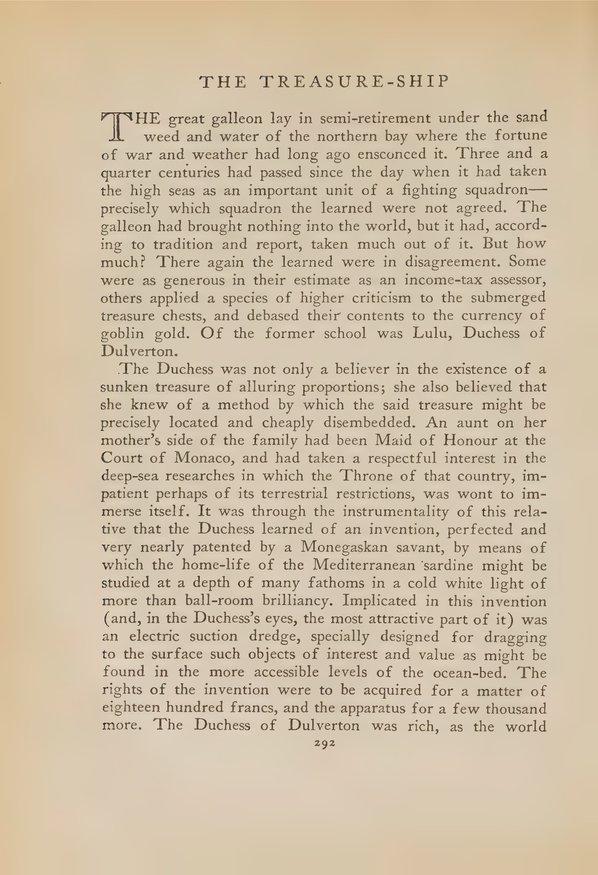 THE TREASURE-SHIP
THE great galleon lay in semi-retirement under the sand
weed and water of the northern bay where the fortune
of war and weather had long ago ensconced it. Three and a
quarter centuries had passed since the day when it had taken
the high seas as an important unit of a fighting squadron—
precisely which squadron the learned were not agreed. The
galleon had brought nothing into the world, but it had, accord-
ing to tradition and report, taken much out of it. But how
much? There again the learned were in disagreement. Some
were as generous in their estimate as an income-tax assessor,
others applied a species of higher criticism to the submerged
treasure chests, and debased their contents to the currency of
goblin gold. Of the former school was Lulu, Duchess of
Dulverton.
The Duchess was not only a believer in the existence of a
sunken treasure of alluring proportions; she also believed that
she knew of a method by which the said treasure might be
precisely located and cheaply disembedded. An aunt on her
mother's side of the family had been Maid of Honour at the
Court of Monaco, and had taken a respectful interest in the
deep-sea researches in which the Throne of that country, im-
patient perhaps of its terrestrial restrictions, was wont to im-
merse itself. It was through the instrumentality of this rela-
tive that the Duchess learned of an invention, perfected and
very nearly patented by a Monegaskan savant, by means of
which the home-life of the Mediterranean sardine might be
studied at a depth of many fathoms in a cold white light of
more than ball-room brilliancy. Implicated in this invention
(and, in the Duchess's eyes, the most attractive part of it) was
an electric suction dredge, specially designed for dragging
to the surface such objects of interest and value as might be
found in the more accessible levels of the ocean-bed. The
rights of the invention were to be acquired for a matter of
eighteen hundred francs, and the apparatus for a few thousand
more. The Duchess of Dulverton was rich, as the world
292